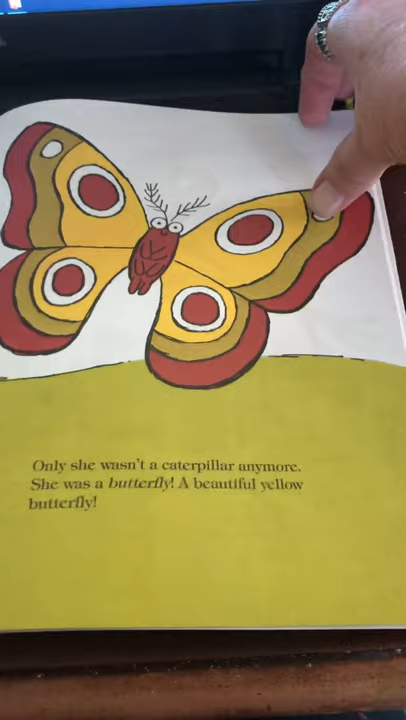 Only she wasn't a caterpillar anymore.
She was a butterfly! A beautiful yellow
butterfly!